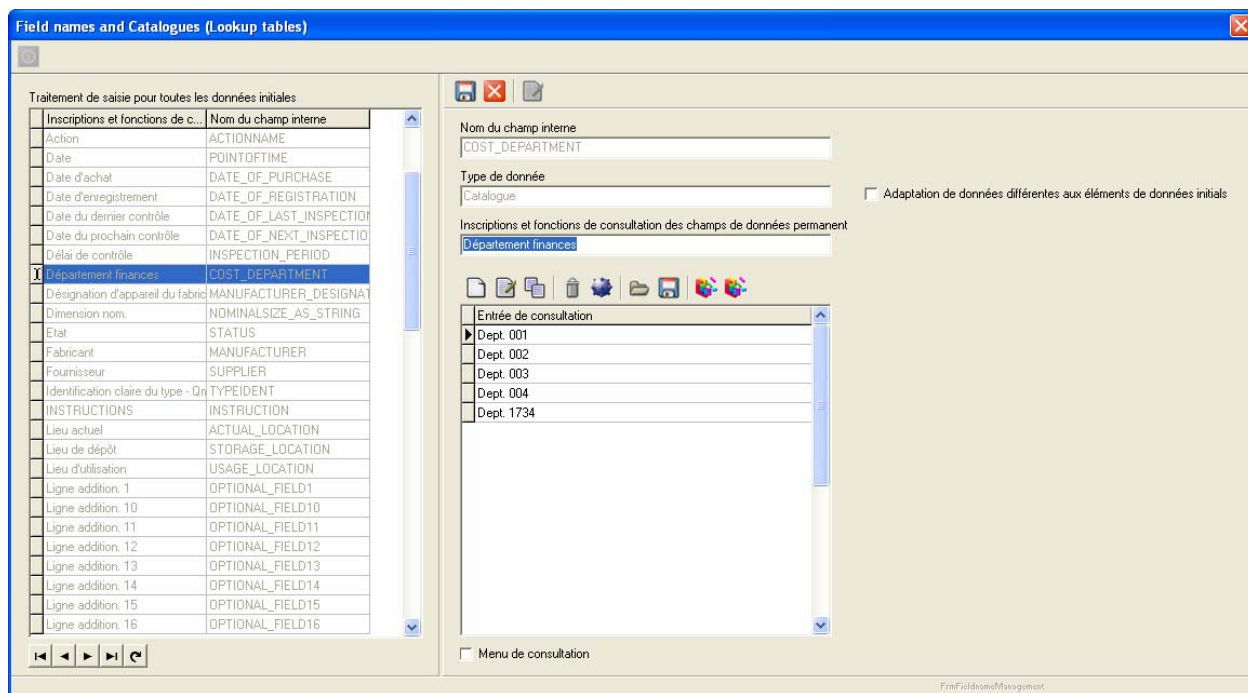 Field names and Catalogues (Lookup tables)
Traitement de saisie pour toutes les données initiales
Inscriptions et fonctions de c... Nom du champ interne
Action ACTIONNAME
Date POINTOFTIME
Date d'achat DATE_OF_PURCHASE
Date d'enregistrement DATE_OF_REGISTRATION
Date du dernier contrôle DATE_OF_LAST_INSPECTION
Date du prochain contrôle DATE_OF_NEXT_INSPECTIO
Délai de contrôle INSPECTION_PERIOD
Département finances COST_DEPARTMENT
Désignation d'appareil du fabric MANUFACTURER_DESIGNAT
Dimension nom. NOMINALSIZE_AS_STRING
Etat STATUS
Fabricant MANUFACTURER
Fournisseur SUPPLIER
Identification claire du type - Qn TYPEIDENT
INSTRUCTIONS INSTRUCTION
Lieu actuel ACTUAL_LOCATION
Lieu de dépôt STORAGE_LOCATION
Lieu d'utilisation USAGE_LOCATION
Ligne addition. 1 OPTIONAL_FIELD1
Ligne addition. 10 OPTIONAL_FIELD10
Ligne addition. 11 OPTIONAL_FIELD11
Ligne addition. 12 OPTIONAL_FIELD12
Ligne addition. 13 OPTIONAL_FIELD13
Ligne addition. 14 OPTIONAL_FIELD14
Ligne addition. 15 OPTIONAL_FIELD15
Ligne addition. 16 OPTIONAL_FIELD16
Nom du champ interne
COST_DEPARTMENT
Type de donnée
Catalogue
Adaptation de données différentes aux éléments de données initials
Inscriptions et fonctions de consultation des champs de données permanent
Département finances
Entrée de consultation
Dept. 001
Dept. 002
Dept. 003
Dept. 004
Dept. 1734
Menu de consultation
FrmFieldnameManagement